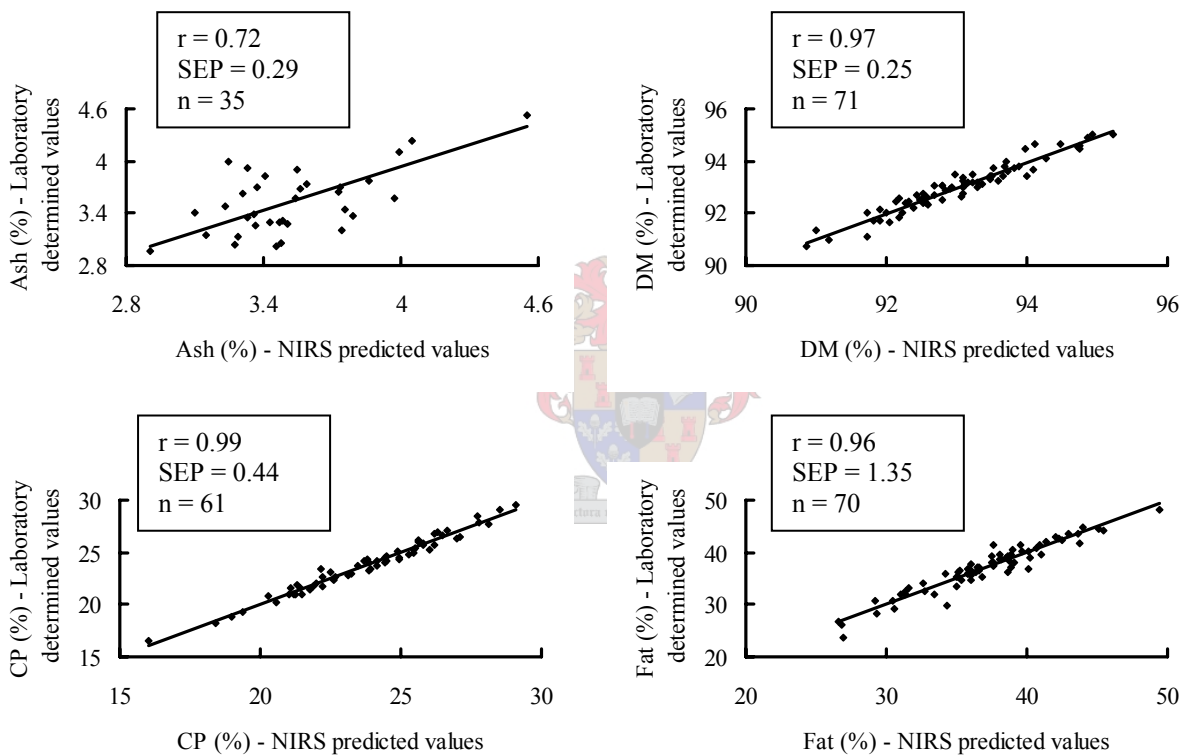 r = 0.72
SEP = 0.29
n = 35
Ash (%) - Laboratory
determined values
4.6
4
3.4
2.8
2.8 3.4 4 4.6
Ash (%) - NIRS predicted values
r = 0.97
SEP = 0.25
n = 71
DM (%) - Laboratory
determined values
96
94
92
90
90 92 94 96
DM (%) - NIRS predicted values
r = 0.99
SEP = 0.44
n = 61
CP (%) - Laboratory
determined values
30
25
20
15
15 20 25 30
CP (%) - NIRS predicted values
r = 0.96
SEP = 1.35
n = 70
Fat (%) - Laboratory
determined values
50
40
30
20
20 30 40 50
Fat (%) - NIRS predicted values